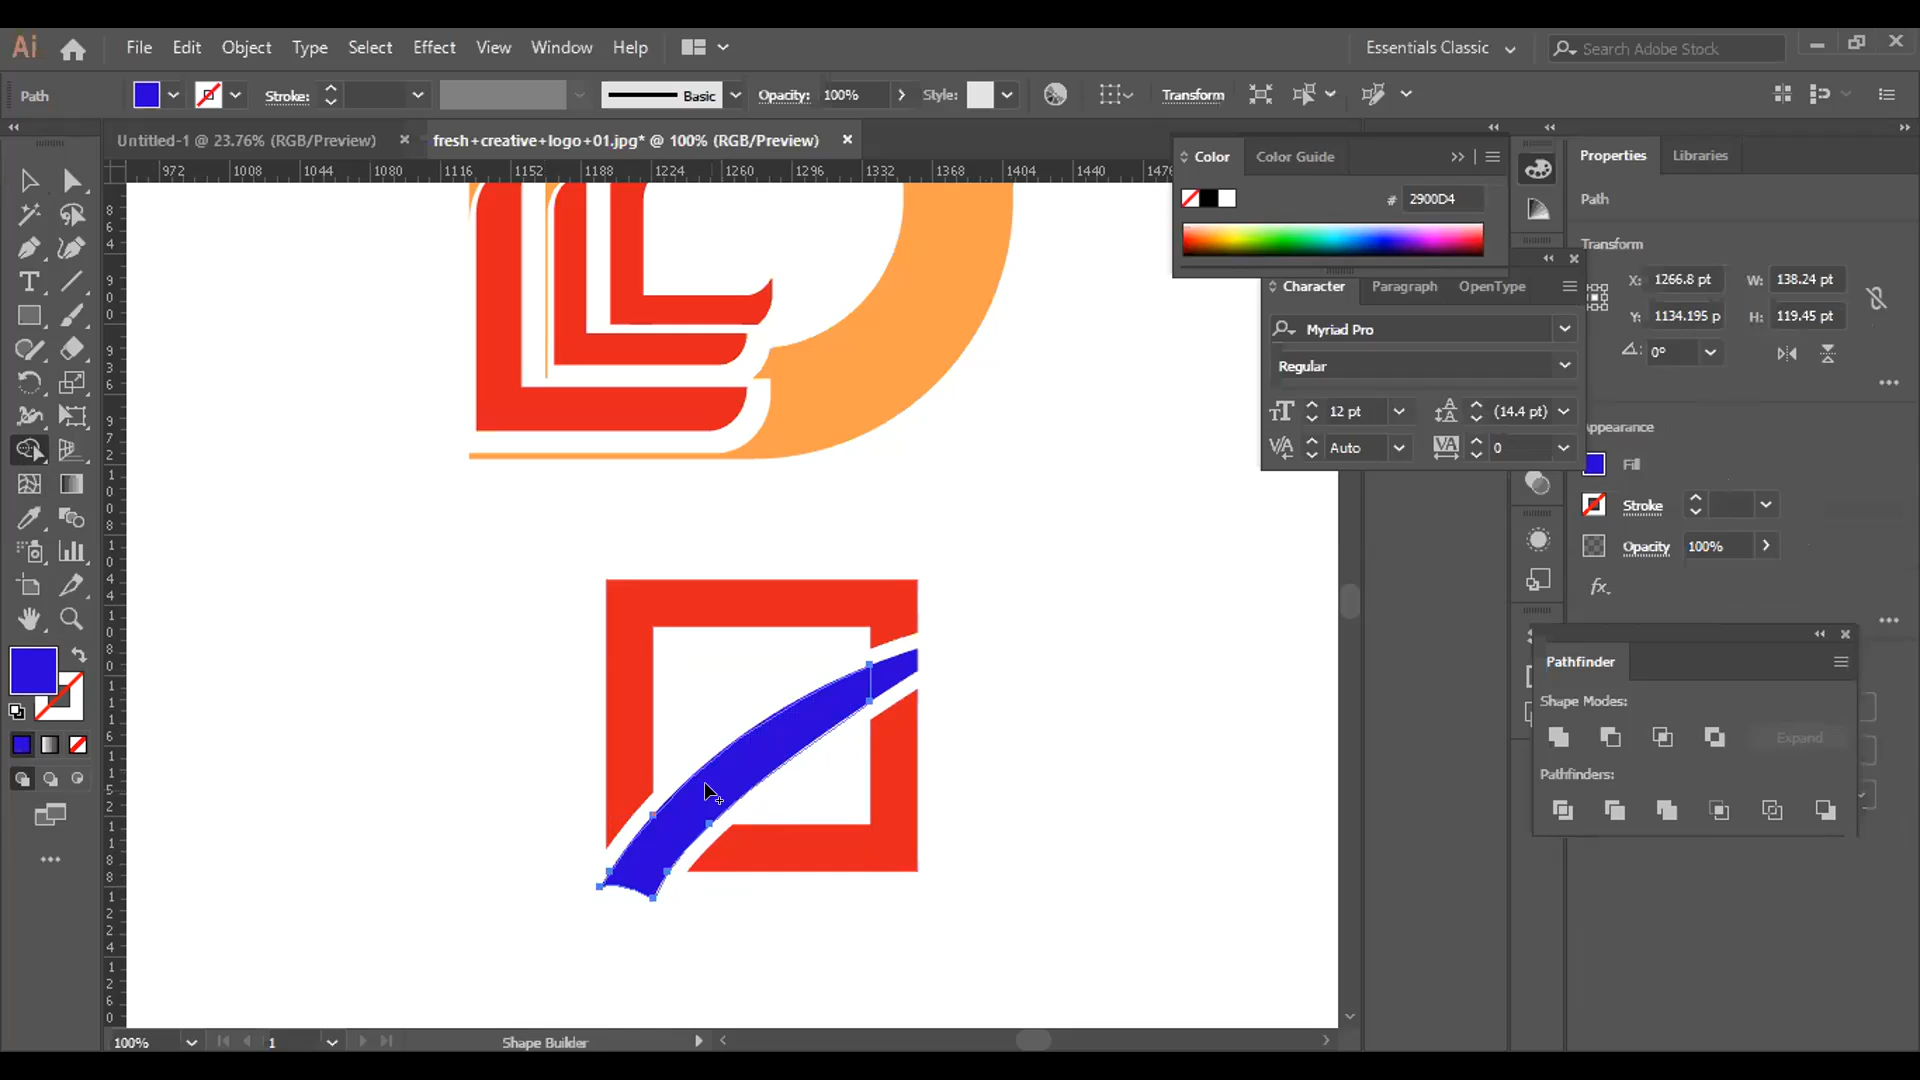 Ai File Edit Object Type Select Effect View Window Help Essentials Classic Search Adobe Stock
Path Stroke: Basic Opacity: 100% Style: Transform
Untitled-1 @ 23.76% (RGB/Preview) fresh+creative+logo+01.jpg* @ 100% (RGB/Preview)
972 1008 1044 1080 1116 1152 1188 1224 1260 1296 1332 1368 1404 1440 1476
Color Color Guide
# 2900D4
Character Paragraph OpenType
Myriad Pro
Regular
12 pt (14.4 pt)
Auto 0
Properties Libraries
Path
Transform
X: 1266.8 pt W: 138.24 pt
Y: 1134.195 p H: 119.45 pt
0°
Appearance
Fill
Stroke
Opacity 100%
fx
Pathfinder
Shape Modes:
Expand
Pathfinders:
100% 1 Shape Builder